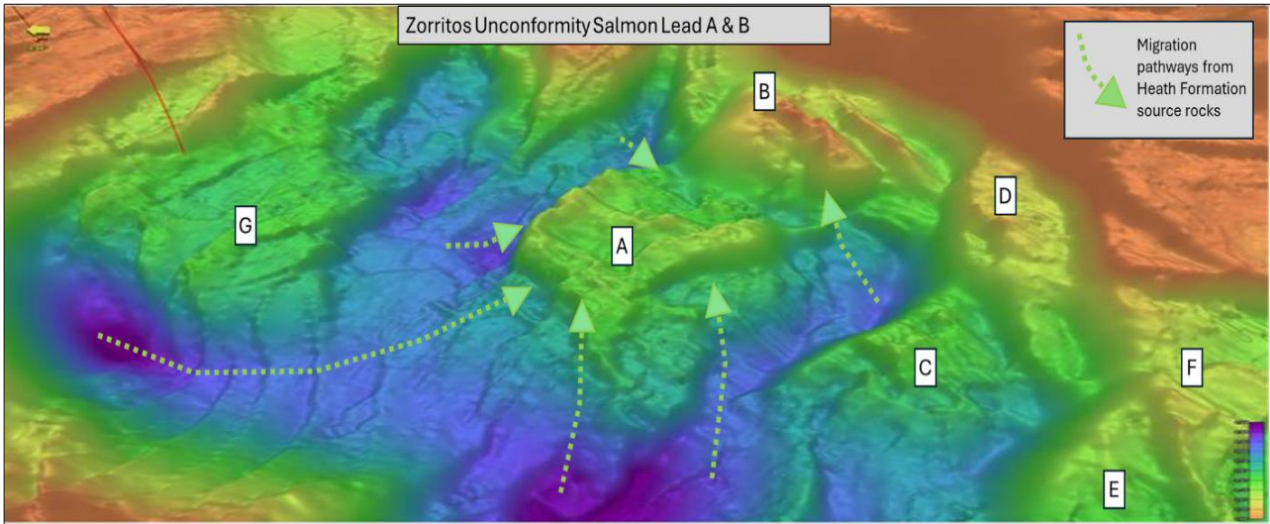 Zorritos Unconformity Salmon Lead A & B
Migration
pathways from
Heath Formation
source rocks
B
D
G
A
C
F
E